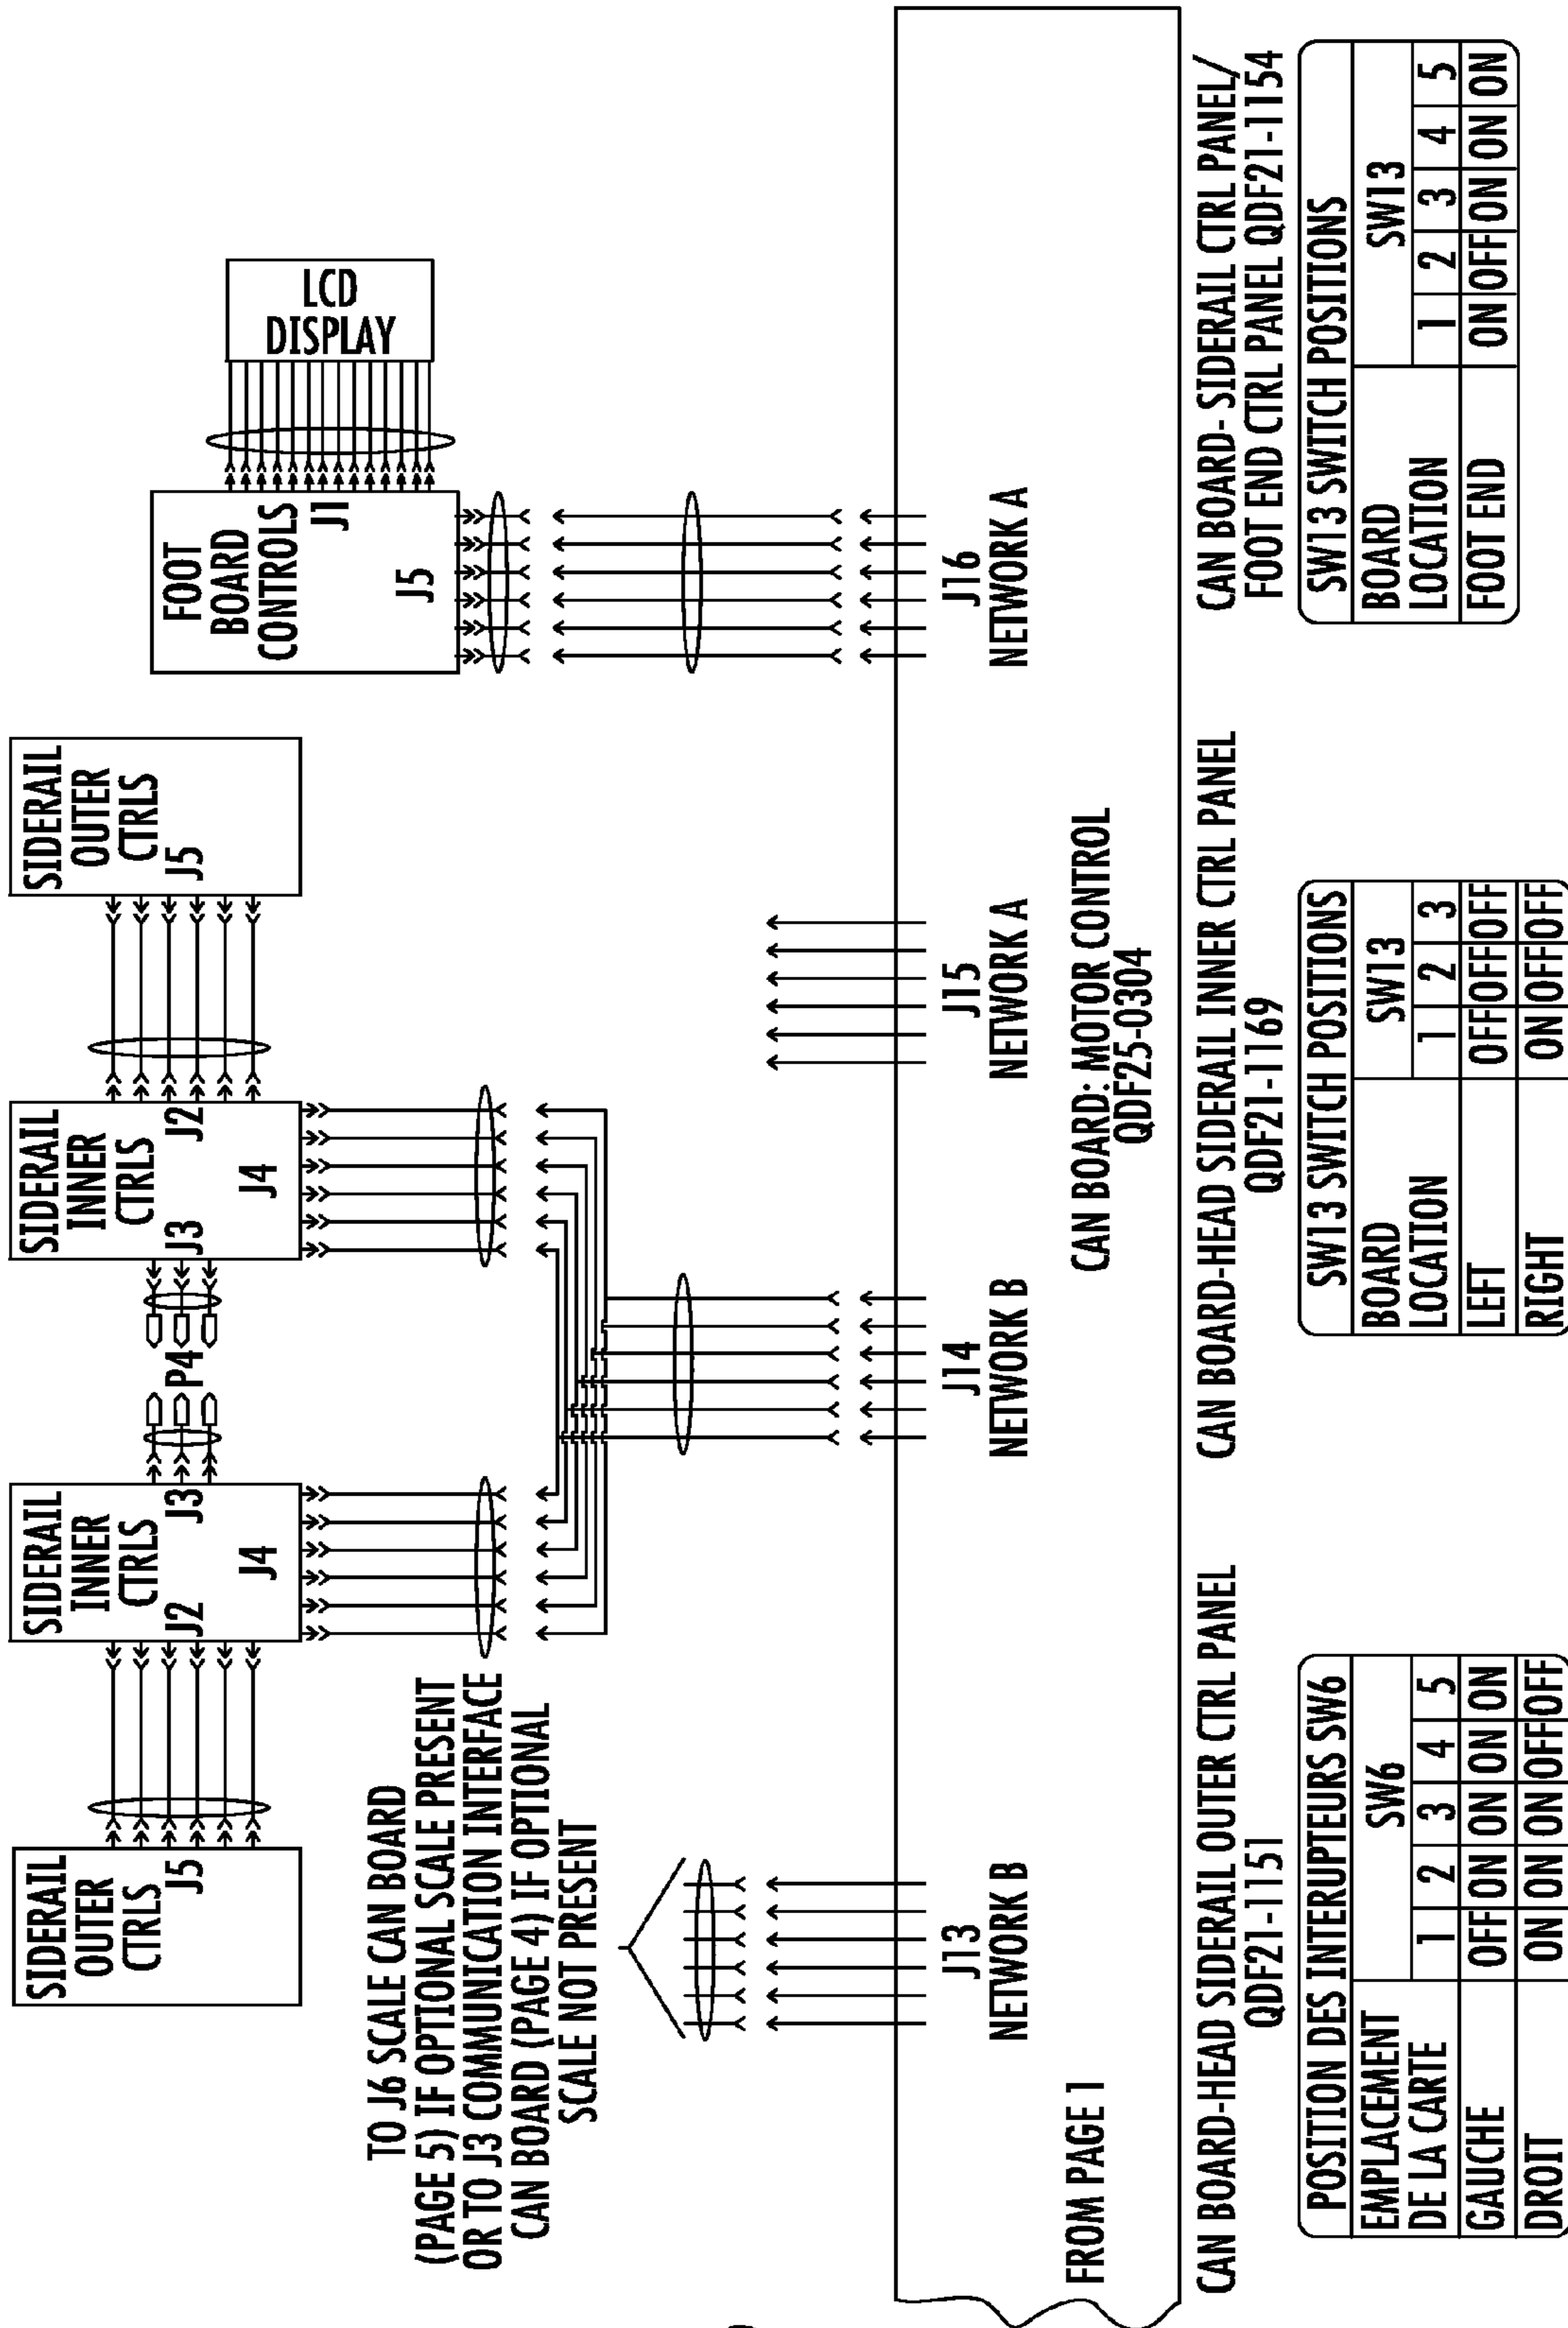 SIDERAIL
OUTER
CTRLS
J5
SIDERAIL
INNER
CTRLS
J2
J3
J4
P4
SIDERAIL
INNER
CTRLS
J3
J2
J4
SIDERAIL
OUTER
CTRLS
J5
FOOT
BOARD
CONTROLS
J1
J5
LCD
DISPLAY
TO J6 SCALE CAN BOARD
(PAGE 5) IF OPTIONAL SCALE PRESENT
OR TO J3 COMMUNICATION INTERFACE
CAN BOARD (PAGE 4) IF OPTIONAL
SCALE NOT PRESENT
J13
NETWORK B
J14
NETWORK B
J15
NETWORK A
J16
NETWORK A
FROM PAGE 1
CAN BOARD: MOTOR CONTROL
QDF25-0304
CAN BOARD-HEAD SIDERAIL OUTER CTRL PANEL
QDF21-1151
POSITION DES INTERUPTEURS SW6
EMPLACEMENT
DE LA CARTE
SW6
1 2 3 4 5
GAUCHE OFF ON ON ON ON
DROIT ON ON ON OFF OFF
CAN BOARD-HEAD SIDERAIL INNER CTRL PANEL
QDF21-1169
SW13 SWITCH POSITIONS
BOARD
LOCATION
SW13
1 2 3
LEFT OFF OFF OFF
RIGHT ON OFF OFF
CAN BOARD- SIDERAIL CTRL PANEL/
FOOT END CTRL PANEL QDF21-1154
SW13 SWITCH POSITIONS
BOARD
LOCATION
SW13
1 2 3 4 5
FOOT END ON OFF ON ON ON